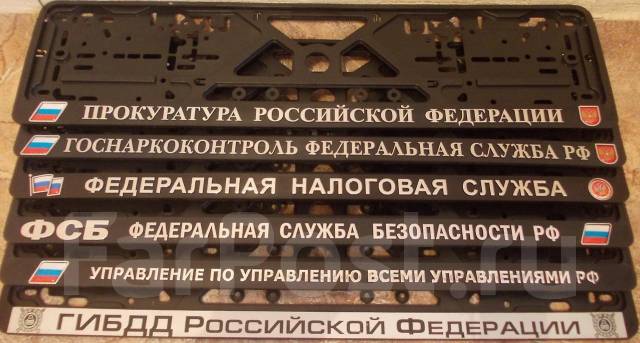 ПРОКУРАТУРА РОССИЙСКОЙ ФЕДЕРАЦИИ
ГОСНАРКОКОНТРОЛЬ ФЕДЕРАЛЬНАЯ СЛУЖБА РФ
ФЕДЕРАЛЬНАЯ НАЛОГОВАЯ СЛУЖБА
ФСБ ФЕДЕРАЛЬНАЯ СЛУЖБА БЕЗОПАСНОСТИ РФ
УПРАВЛЕНИЕ ПО УПРАВЛЕНИЮ ВСЕМИ УПРАВЛЕНИЯМИ РФ
ГИБДД РОССИЙСКОЙ ФЕДЕРАЦИИ
FarPost.ru